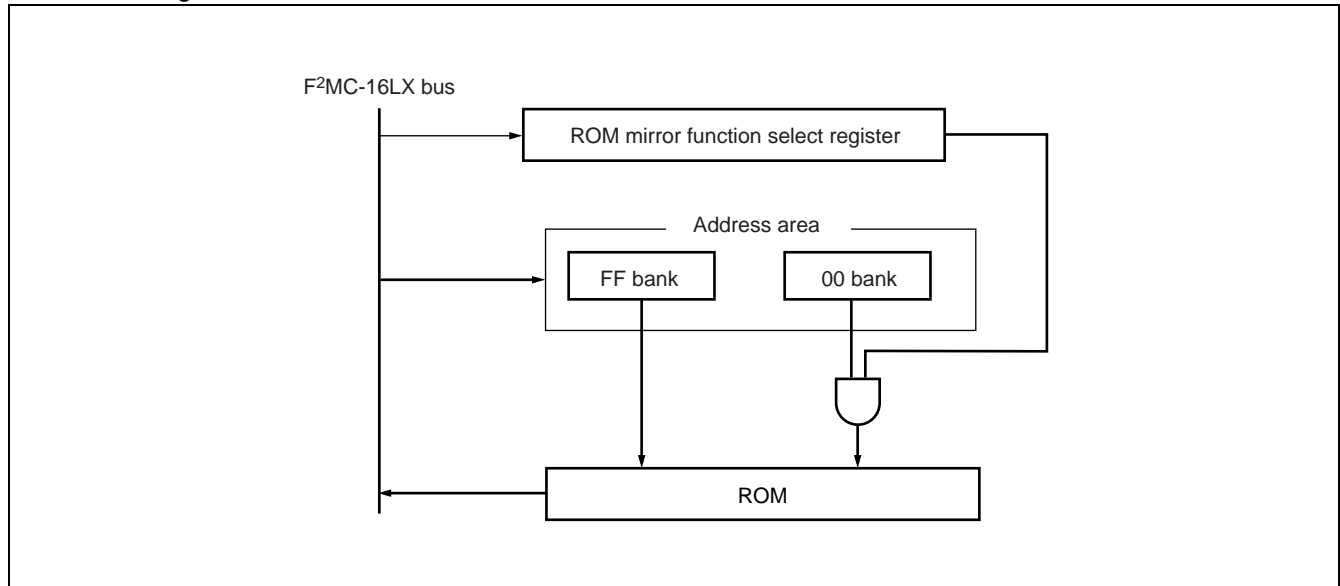 F²MC-16LX bus
ROM mirror function select register
Address area
FF bank
00 bank
ROM